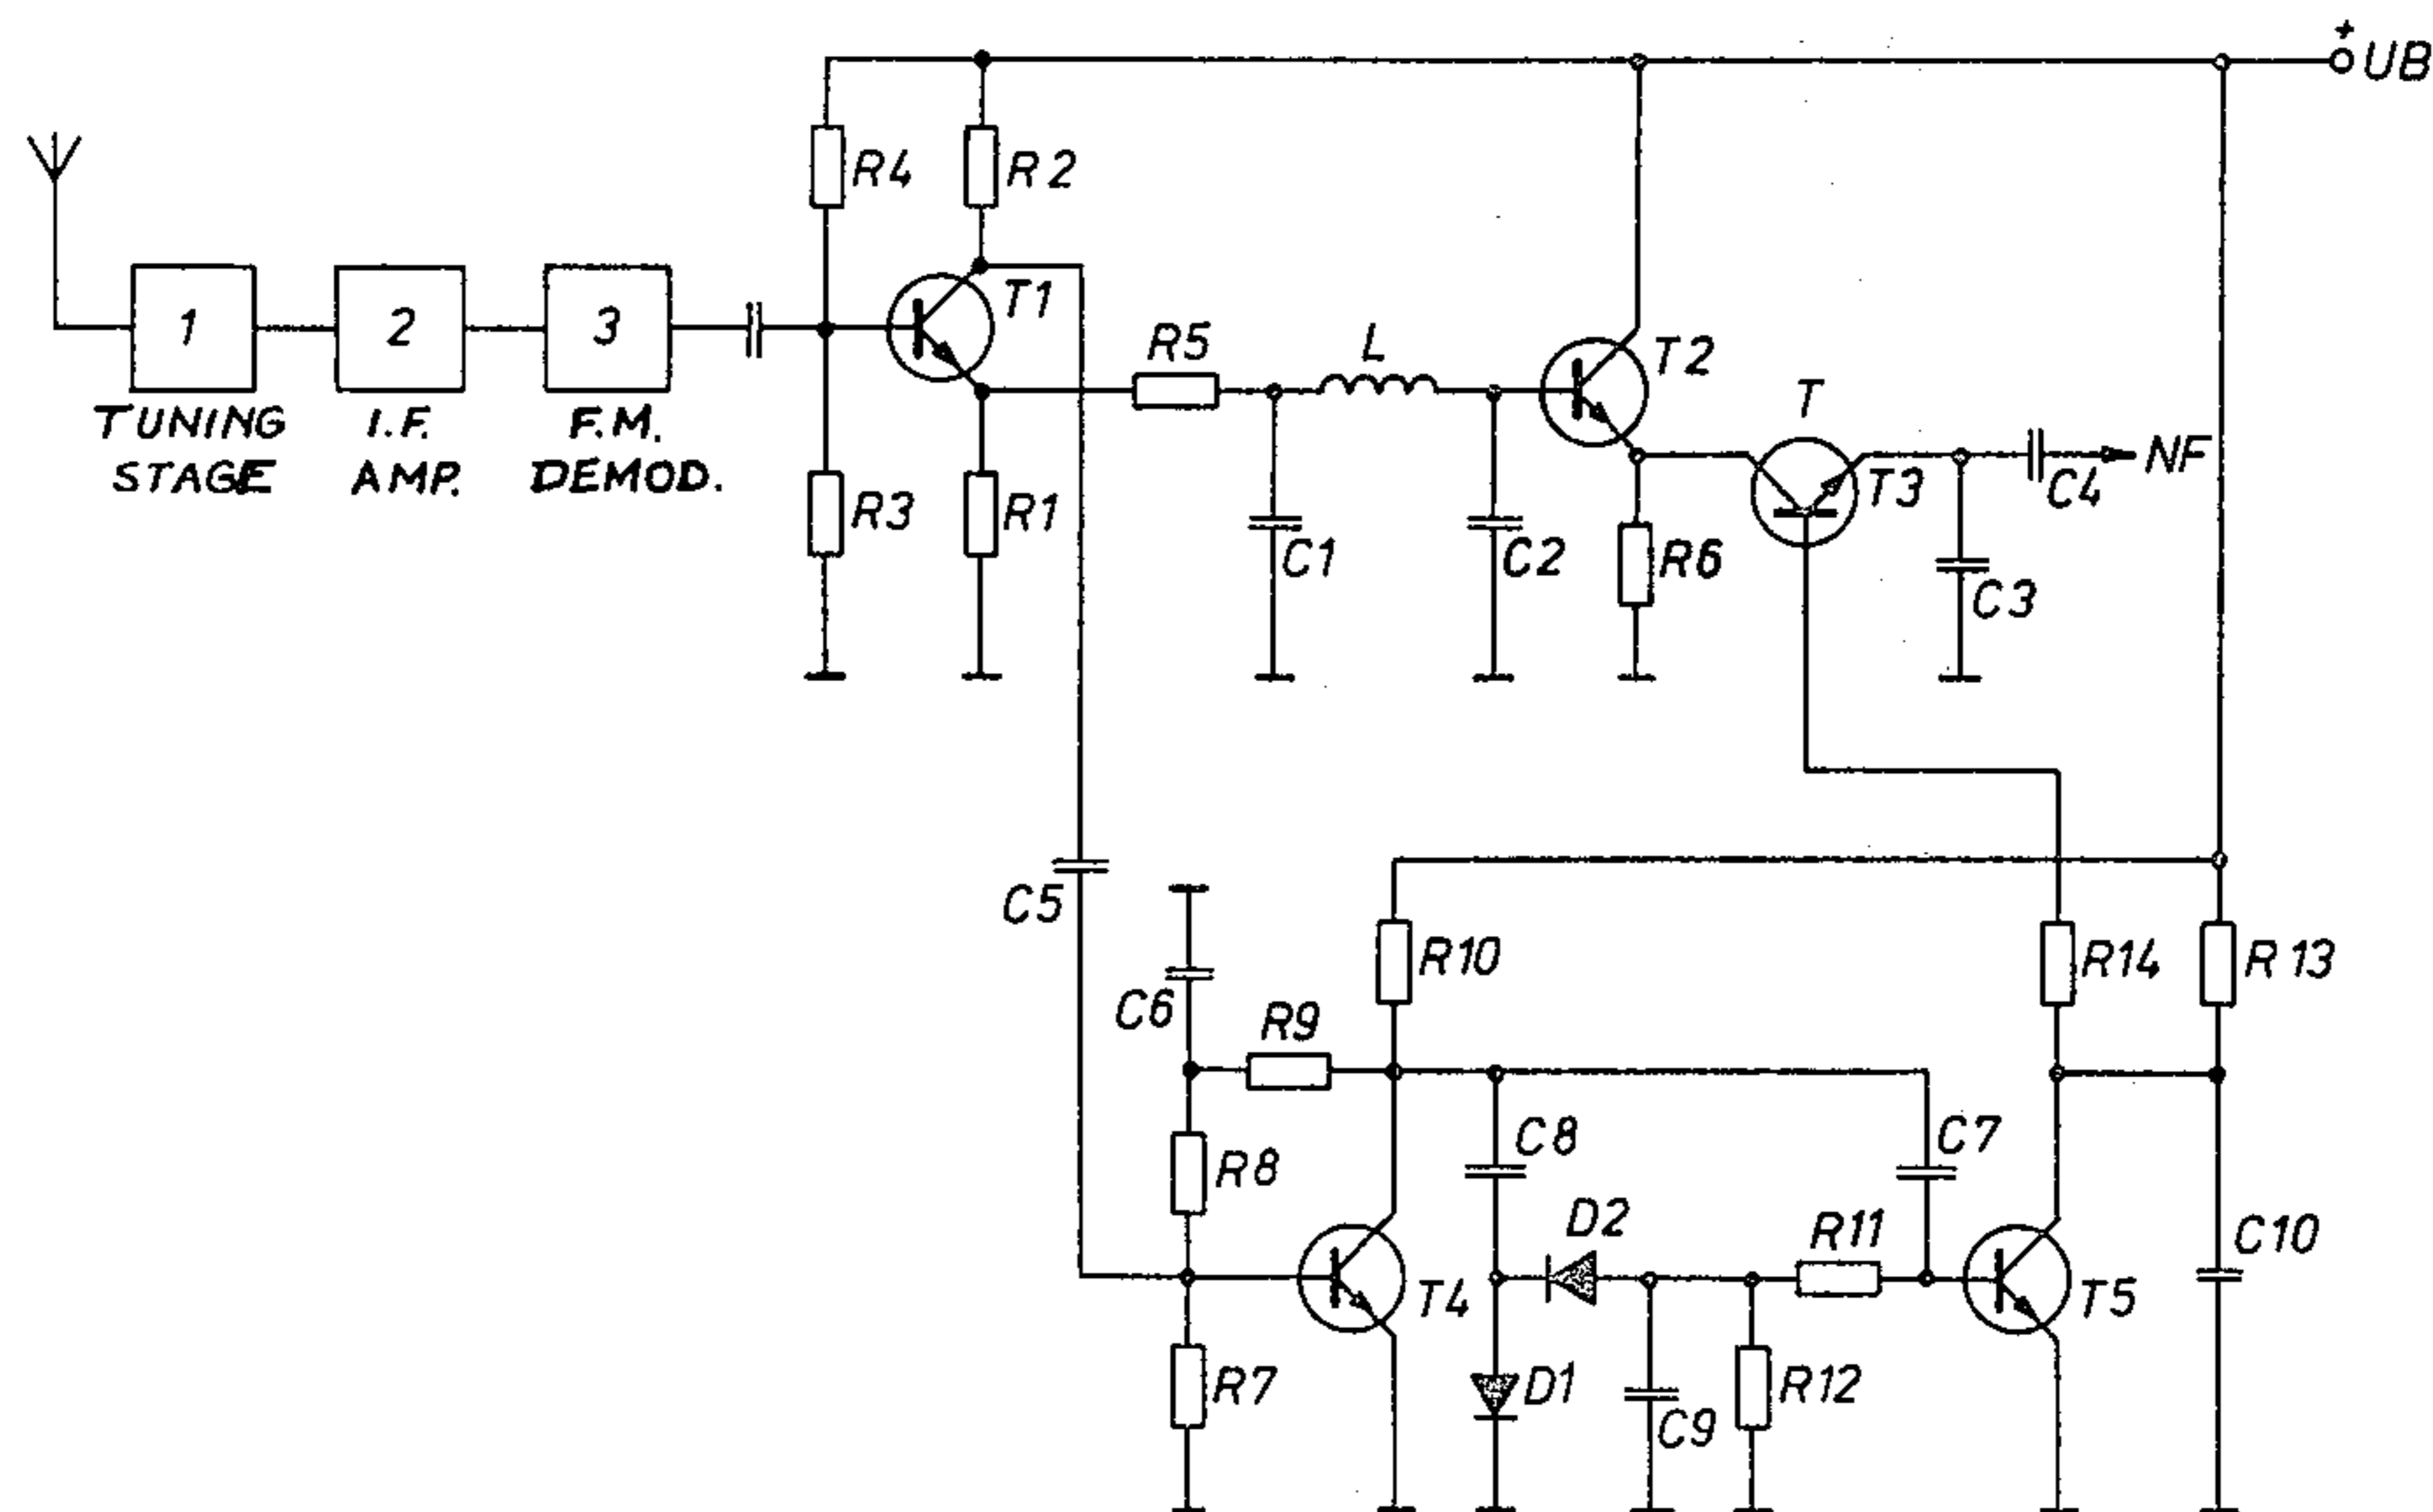 +
UB
R4
R2
T1
1
2
3
TUNING
STAGE
I.F.
AMP.
F.M.
DEMOD.
R5
L
T2
T
T3
C4
NF
R3
R1
C1
C2
R6
C3
C5
C6
R9
R10
R14
R13
R8
C8
C7
D2
R11
C10
T4
T5
R7
D1
C9
R12